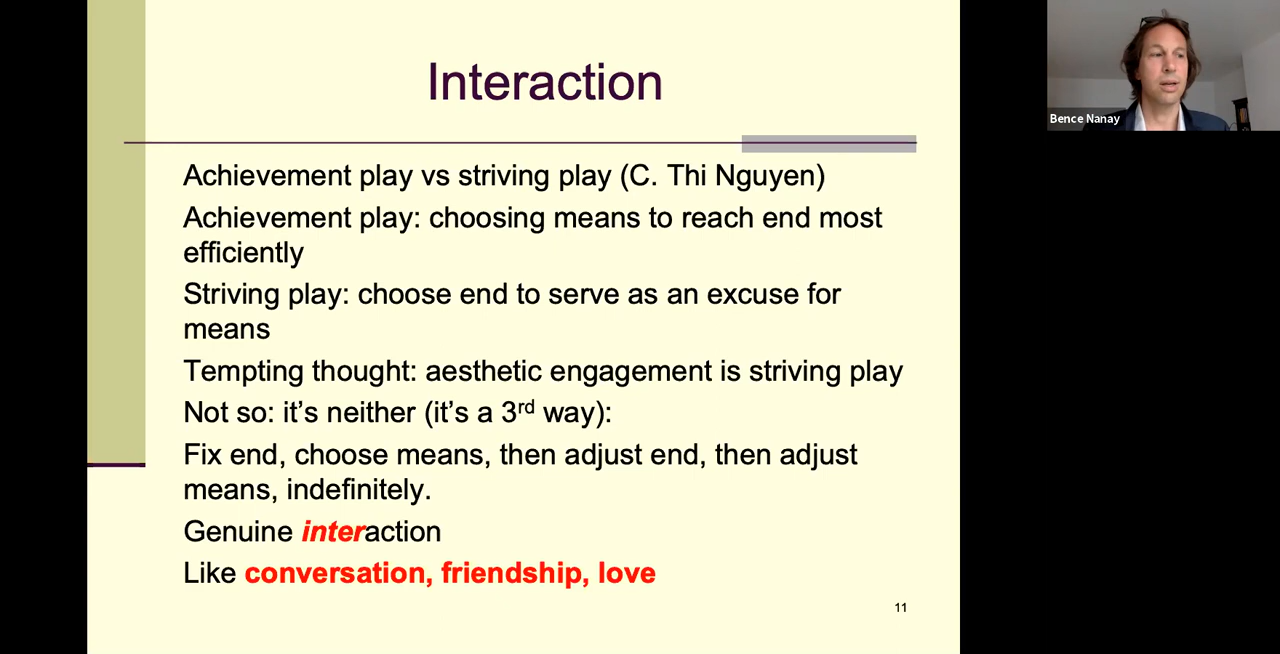 Interaction
Bence Nanay
Achievement play vs striving play (C. Thi Nguyen)
Achievement play: choosing means to reach end most
efficiently
Striving play: choose end to serve as an excuse for
means
Tempting thought: aesthetic engagement is striving play
Not so: it’s neither (it’s a 3rd way):
Fix end, choose means, then adjust end, then adjust
means, indefinitely.
Genuine interaction
Like conversation, friendship, love
11